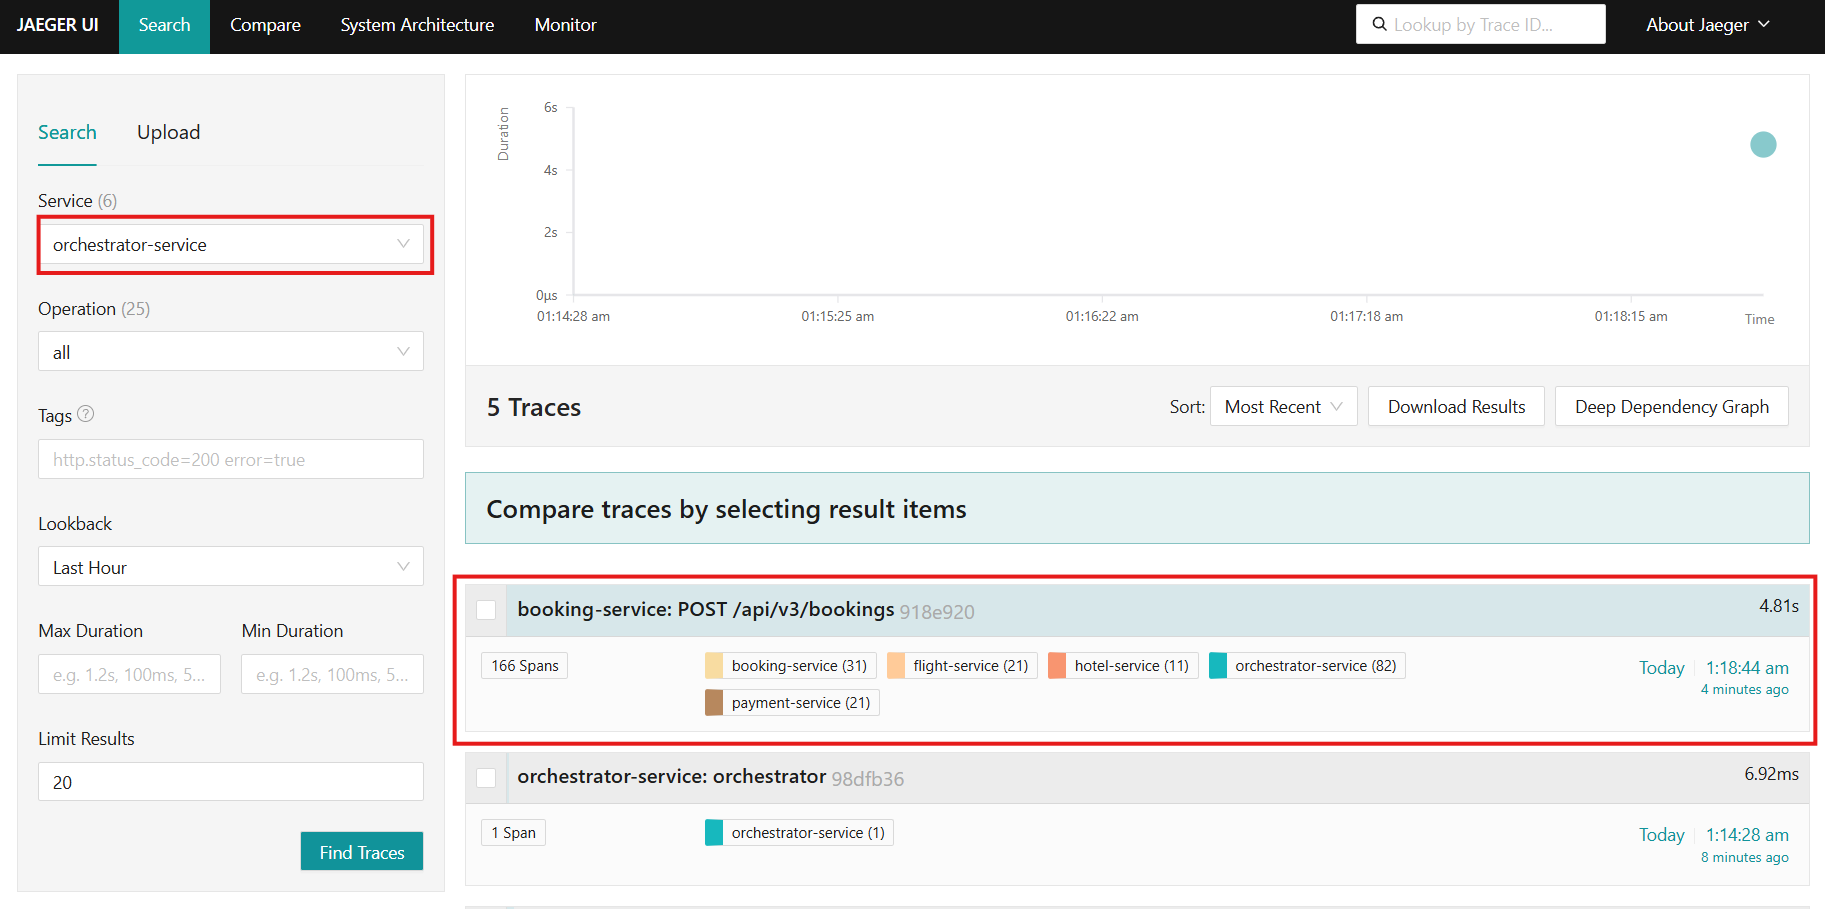 JAEGER UI Search Compare System Architecture Monitor Lookup by Trace ID... About Jaeger
Search Upload
Service (6)
orchestrator-service
Operation (25)
all
Tags ?
http.status_code=200 error=true
Lookback
Last Hour
Max Duration Min Duration
e.g. 1.2s, 100ms, 5... e.g. 1.2s, 100ms, 5...
Limit Results
20
Find Traces
Duration
6s
4s
2s
0µs
01:14:28 am 01:15:25 am 01:16:22 am 01:17:18 am 01:18:15 am Time
5 Traces Sort: Most Recent Download Results Deep Dependency Graph
Compare traces by selecting result items
booking-service: POST /api/v3/bookings 918e920 4.81s
166 Spans booking-service (31) flight-service (21) hotel-service (11) orchestrator-service (82) Today 1:18:44 am
payment-service (21) 4 minutes ago
orchestrator-service: orchestrator 98dfb36 6.92ms
1 Span orchestrator-service (1) Today 1:14:28 am
8 minutes ago